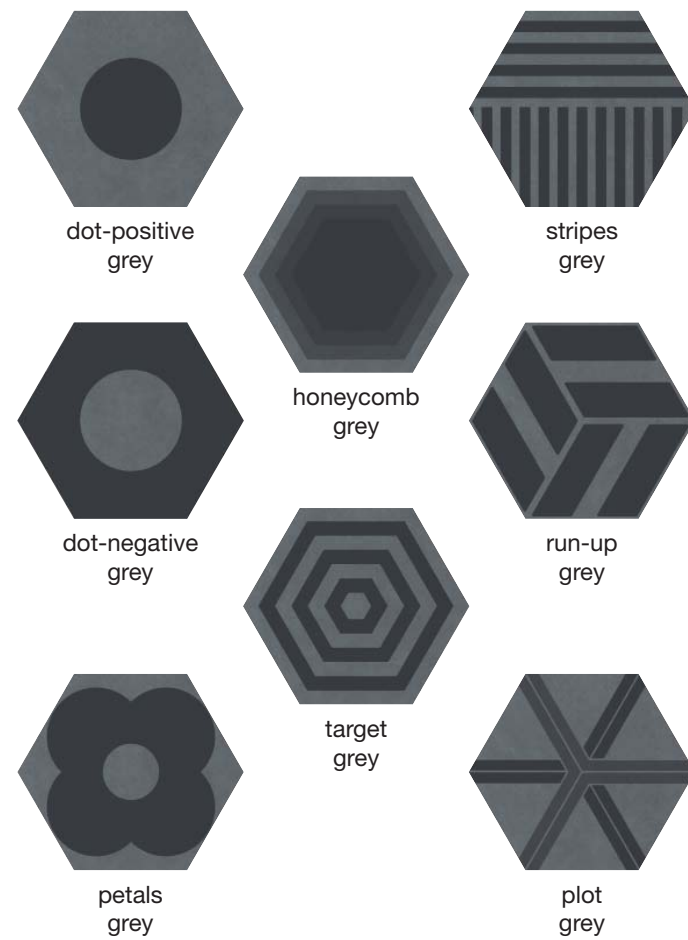 dot-positive
grey
stripes
grey
honeycomb
grey
dot-negative
grey
run-up
grey
target
grey
petals
grey
plot
grey